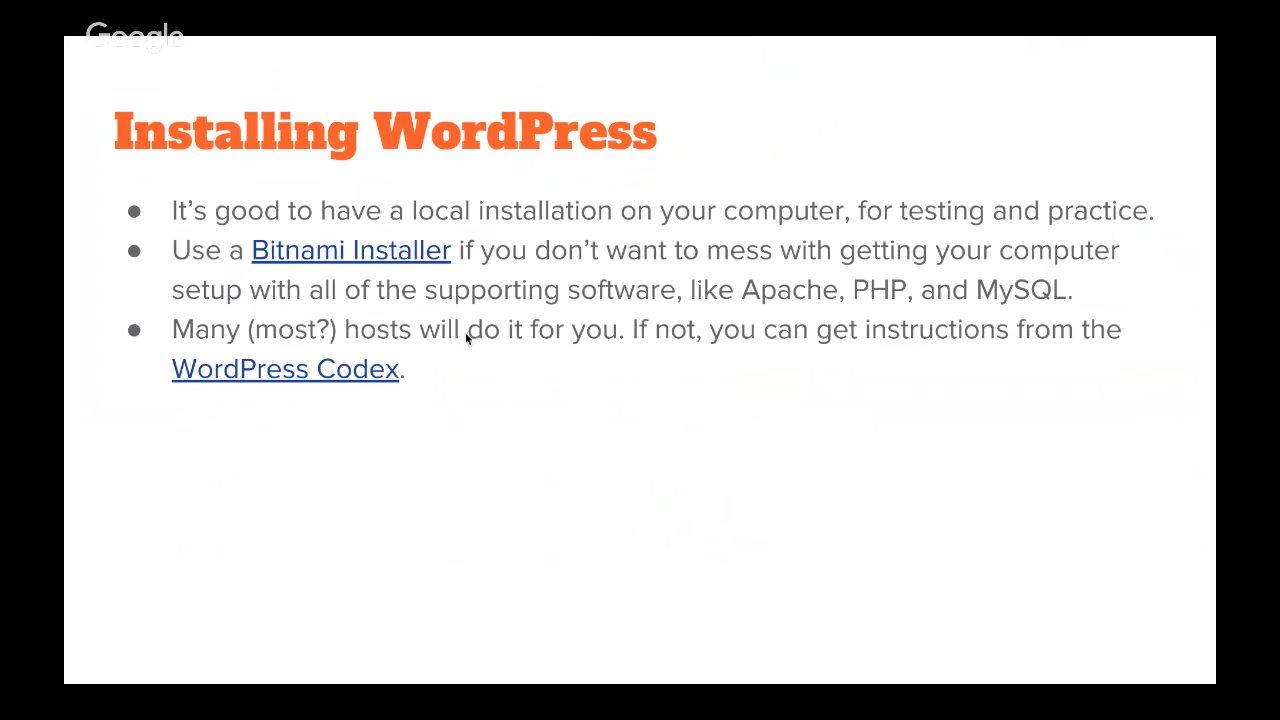 Google
Installing WordPress
● It’s good to have a local installation on your computer, for testing and practice.
● Use a Bitnami Installer if you don’t want to mess with getting your computer
setup with all of the supporting software, like Apache, PHP, and MySQL.
● Many (most?) hosts will do it for you. If not, you can get instructions from the
WordPress Codex.